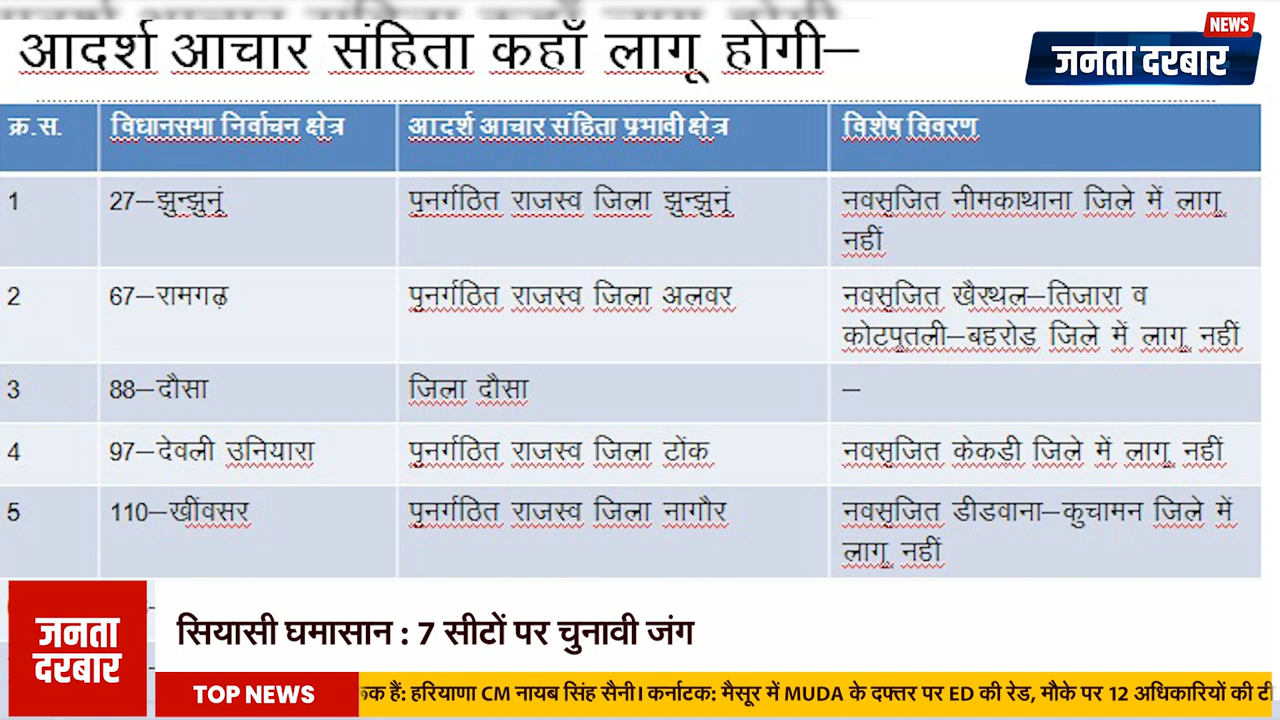 आदर्श आचार संहिता कहाँ लागू होगी–
NEWS
जनता दरबार
क्र.स. विधानसभा निर्वाचन क्षेत्र आदर्श आचार संहिता प्रभावी क्षेत्र विशेष विवरण
1 27–झुन्झुनूं पुनर्गठित राजस्व जिला झुन्झुनूं नवसृजित नीमकाथाना जिले में लागू
नहीं
2 67–रामगढ़ पुनर्गठित राजस्व जिला अलवर नवसृजित खैरथल–तिजारा व
कोटपूतली–बहरोड़ जिले में लागू नहीं
3 88–दौसा जिला दौसा –
4 97–देवली उनियारा पुनर्गठित राजस्व जिला टोंक नवसृजित केकडी जिले में लागू नहीं
5 110–खींवसर पुनर्गठित राजस्व जिला नागौर नवसृजित डीडवाना–कुचामन जिले में
लागू नहीं
जनता
दरबार
सियासी घमासान : 7 सीटों पर चुनावी जंग
TOP NEWS
हैं: हरियाणा CM नायब सिंह सैनी। कर्नाटक: मैसूर में MUDA के दफ्तर पर ED की रेड, मौके पर 12 अधिकारियों की